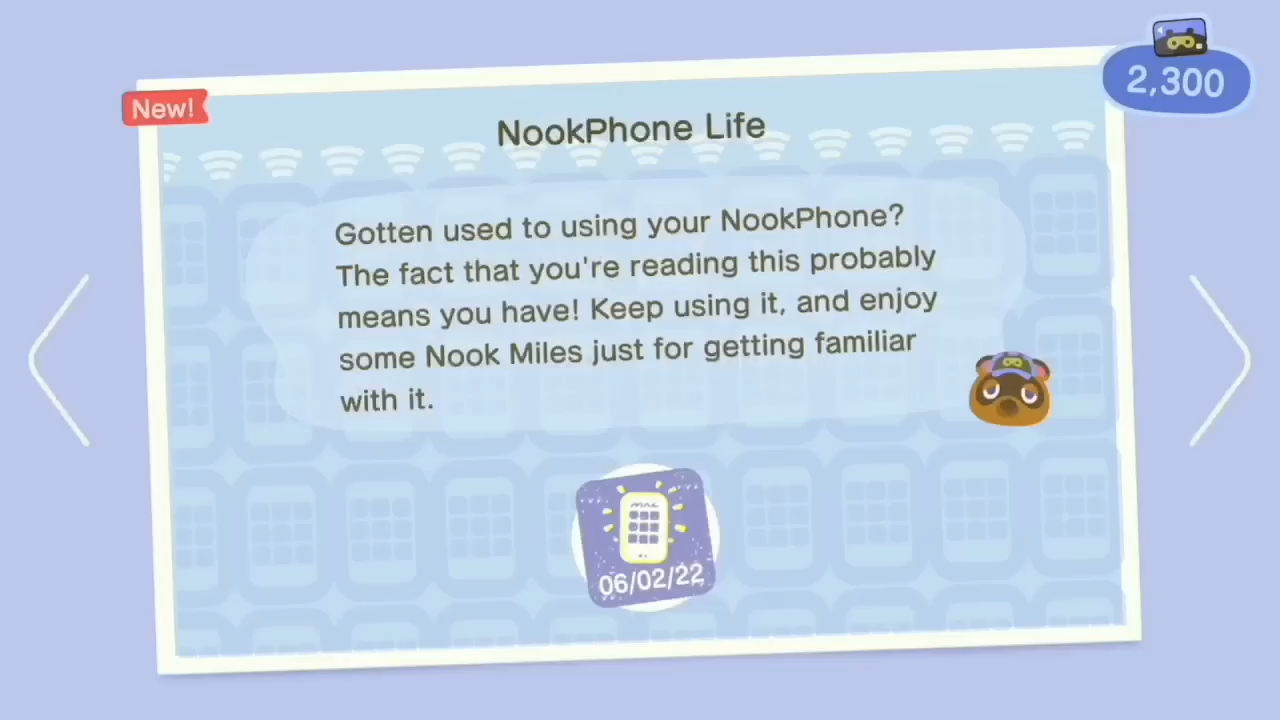 2,300
New!
NookPhone Life
Gotten used to using your NookPhone?
The fact that you're reading this probably
means you have! Keep using it, and enjoy
some Nook Miles just for getting familiar
with it.
06/02/22